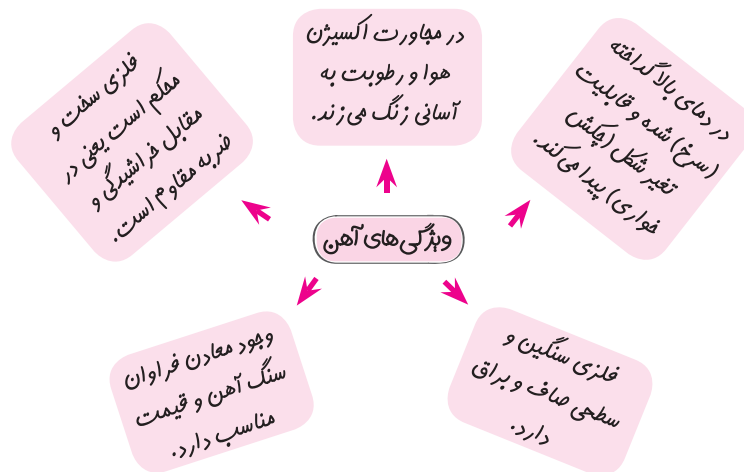 ویژگی‌های آهن
در دمای بالا گداخته
(سرخ) شده و قابلیت
تغیر شکل (چکش
خواری) پیدا می‌کند.
در مجاورت اکسیژن
هوا و رطوبت به
آسانی زنگ می‌زند.
فلزی سخت و
محکم است یعنی در
مقابل خراشیدگی و
ضربه مقاوم است.
فلزی سنگین و
سطحی صاف و براق
دارد.
وجود معادن فراوان
سنگ آهن و قیمت
مناسب دارد.